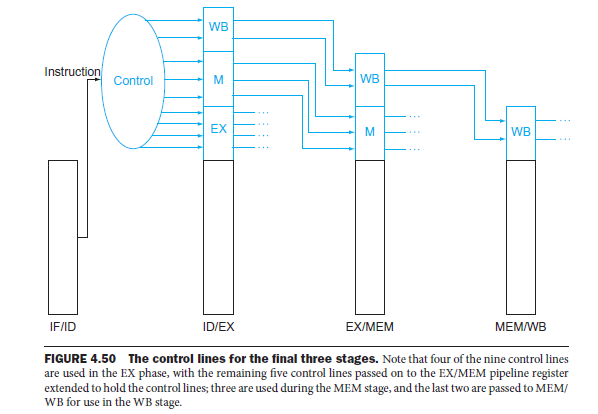 WB
Instruction
Control
M
WB
EX
M
WB
IF/ID
ID/EX
EX/MEM
MEM/WB
FIGURE 4.50 The control lines for the final three stages. Note that four of the nine control lines
are used in the EX phase, with the remaining five control lines passed on to the EX/MEM pipeline register
extended to hold the control lines; three are used during the MEM stage, and the last two are passed to MEM/
WB for use in the WB stage.